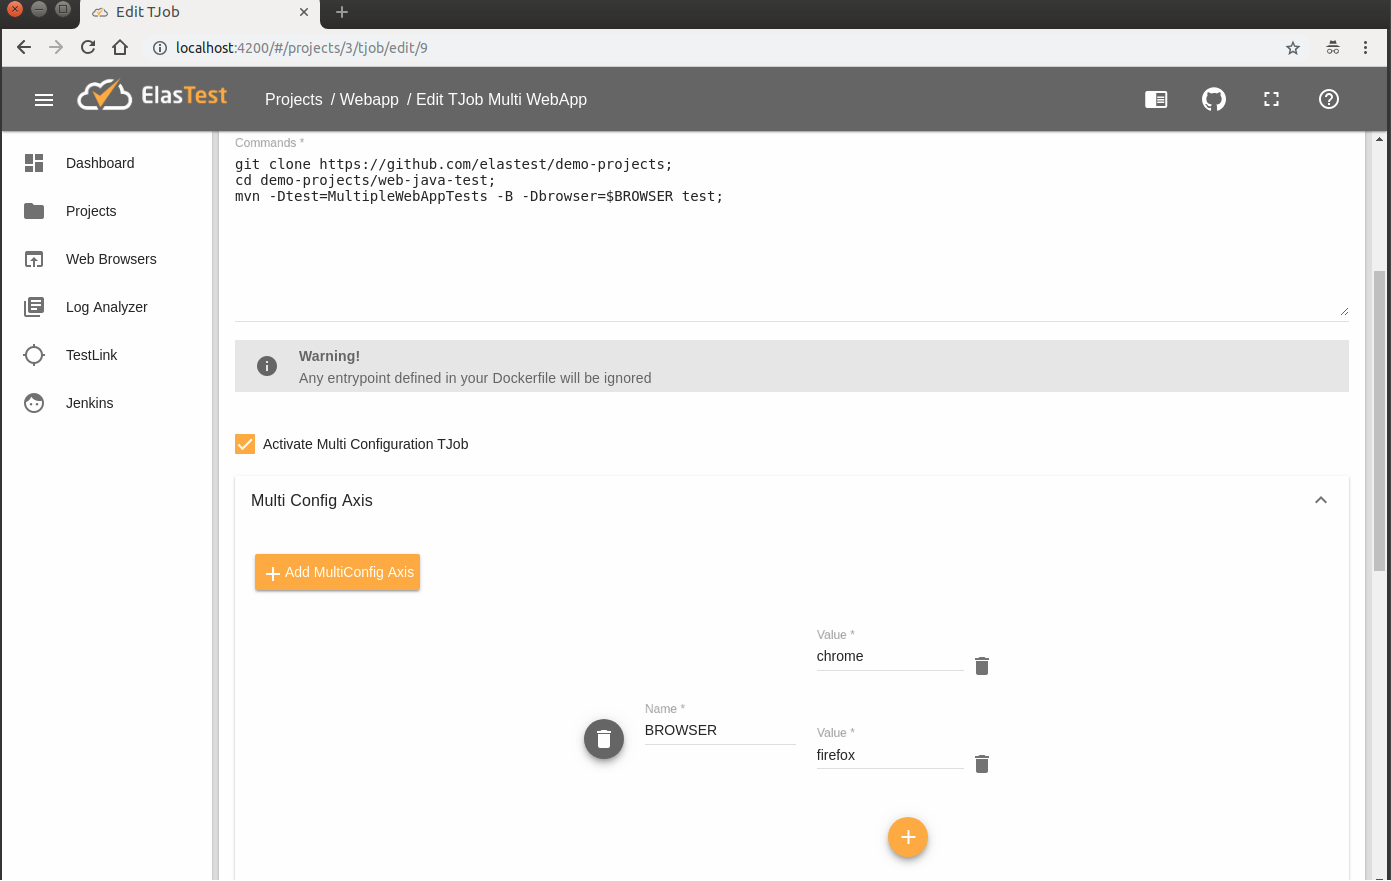 Edit TJob
localhost:4200/#/projects/3/tjob/edit/9
ElasTest
Projects / Webapp / Edit TJob Multi WebApp
Dashboard
Projects
Web Browsers
Log Analyzer
TestLink
Jenkins
Commands *
git clone https://github.com/elastest/demo-projects;
cd demo-projects/web-java-test;
mvn -Dtest=MultipleWebAppTests -B -Dbrowser=$BROWSER test;
Warning!
Any entrypoint defined in your Dockerfile will be ignored
Activate Multi Configuration TJob
Multi Config Axis
Add MultiConfig Axis
Name *
BROWSER
Value *
chrome
Value *
firefox